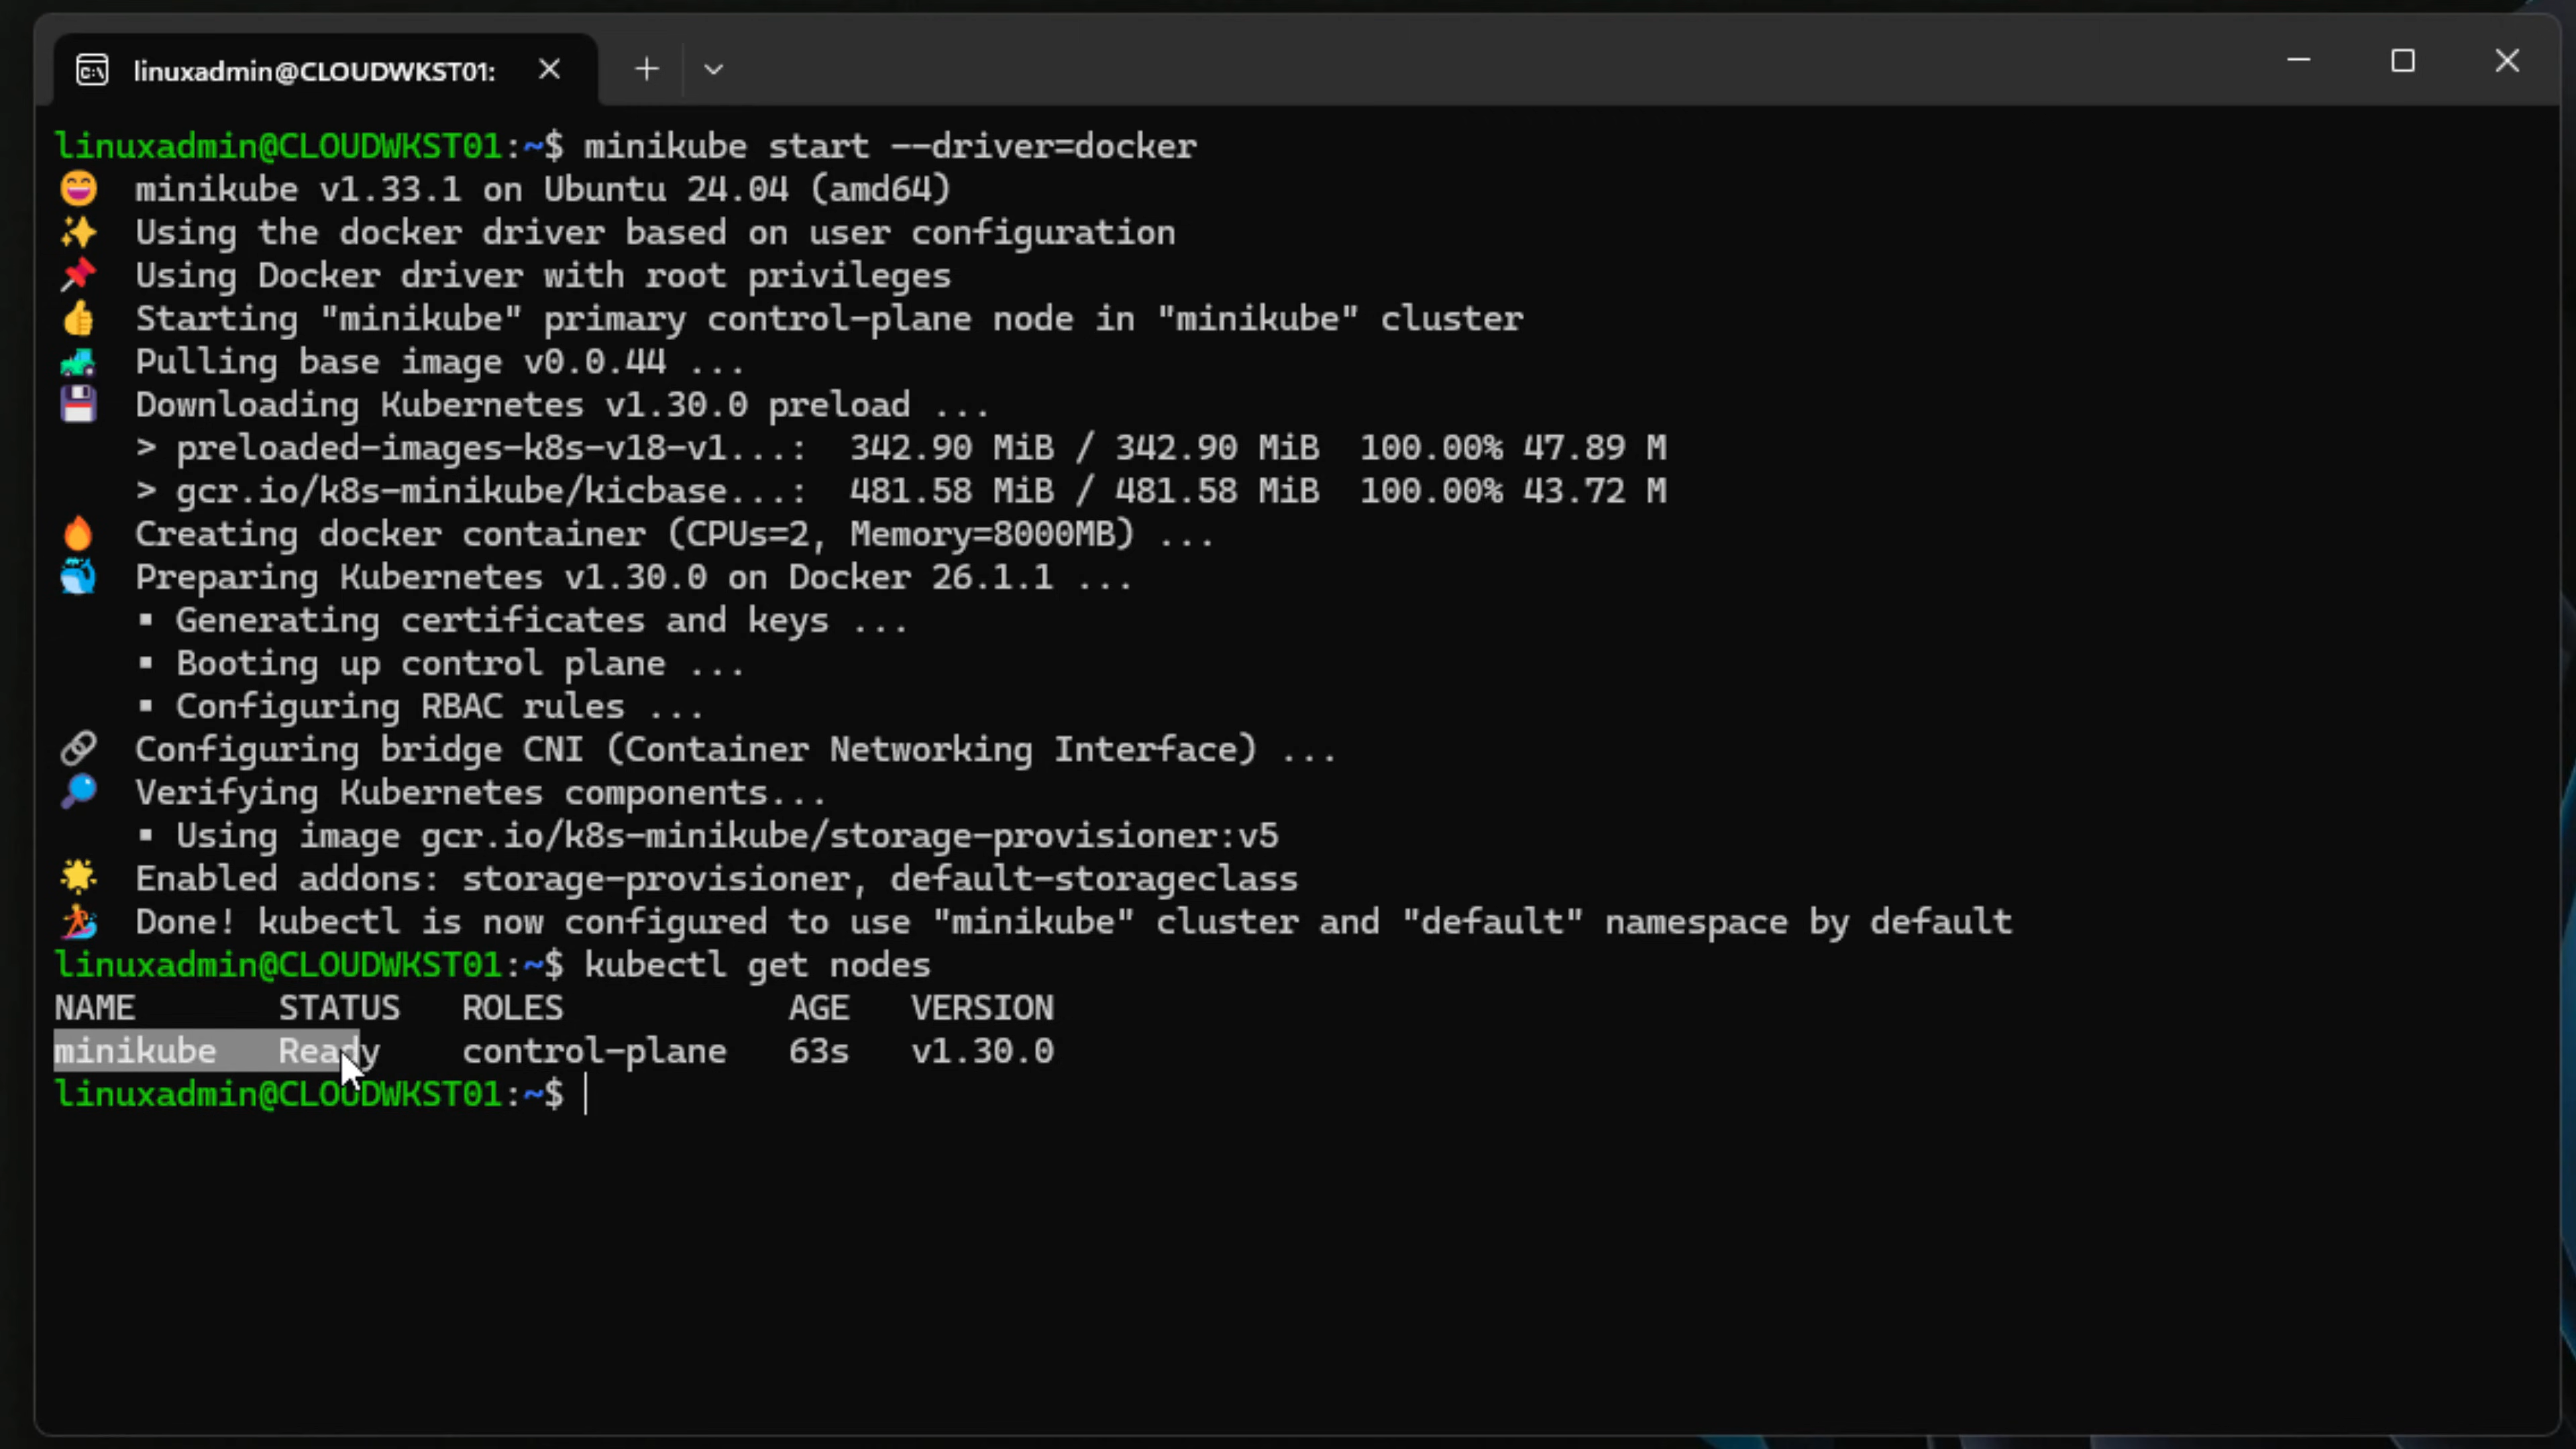 linuxadmin@CLOUDWKST01:
linuxadmin@CLOUDWKST01:~$ minikube start --driver=docker
😄 minikube v1.33.1 on Ubuntu 24.04 (amd64)
✨ Using the docker driver based on user configuration
📌 Using Docker driver with root privileges
👍 Starting "minikube" primary control-plane node in "minikube" cluster
🚜 Pulling base image v0.0.44 ...
💾 Downloading Kubernetes v1.30.0 preload ...
> preloaded-images-k8s-v18-v1...: 342.90 MiB / 342.90 MiB 100.00% 47.89 M
> gcr.io/k8s-minikube/kicbase...: 481.58 MiB / 481.58 MiB 100.00% 43.72 M
🔥 Creating docker container (CPUs=2, Memory=8000MB) ...
🐳 Preparing Kubernetes v1.30.0 on Docker 26.1.1 ...
▪ Generating certificates and keys ...
▪ Booting up control plane ...
▪ Configuring RBAC rules ...
🔗 Configuring bridge CNI (Container Networking Interface) ...
🔎 Verifying Kubernetes components...
▪ Using image gcr.io/k8s-minikube/storage-provisioner:v5
🌟 Enabled addons: storage-provisioner, default-storageclass
🏄 Done! kubectl is now configured to use "minikube" cluster and "default" namespace by default
linuxadmin@CLOUDWKST01:~$ kubectl get nodes
NAME STATUS ROLES AGE VERSION
minikube Ready control-plane 63s v1.30.0
linuxadmin@CLOUDWKST01:~$